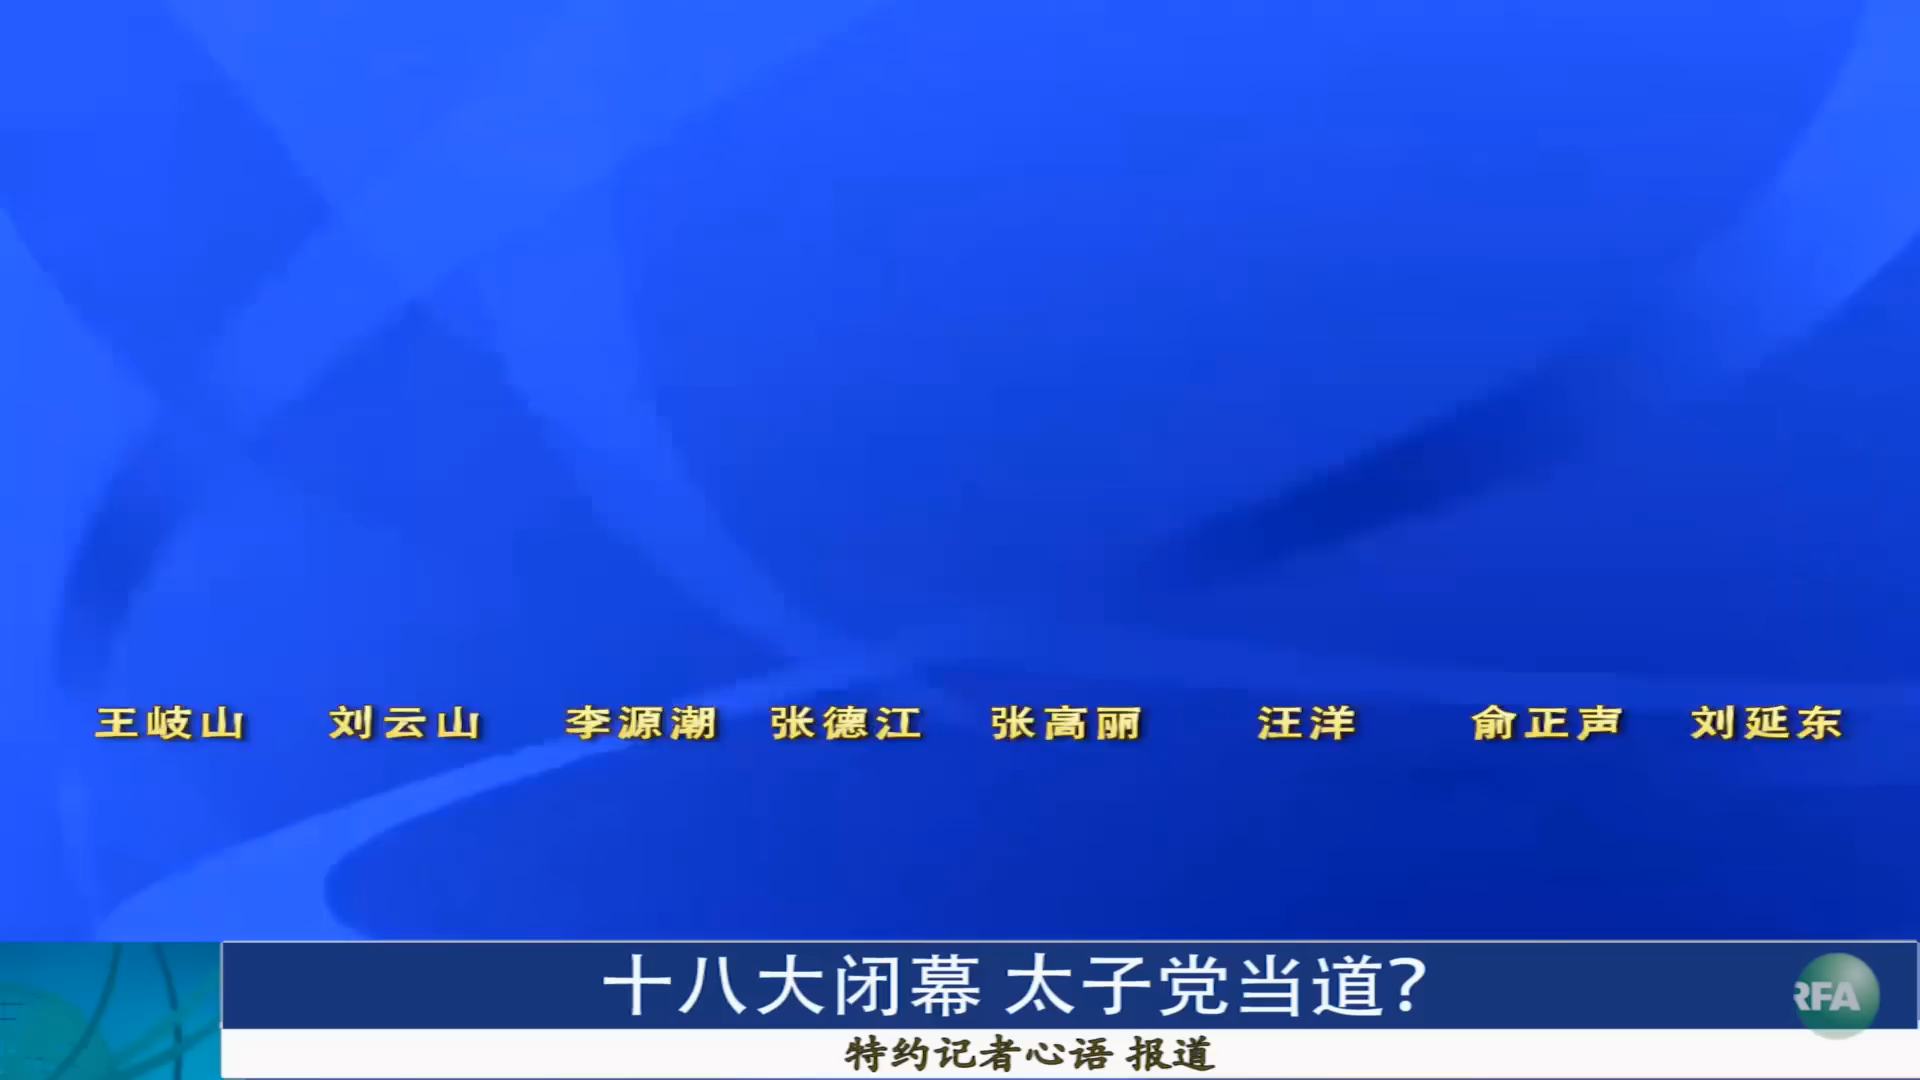 王岐山 刘云山 李源潮 张德江 张高丽 汪洋 俞正声 刘延东
十八大闭幕 太子党当道?
RFA
特约记者心语 报道